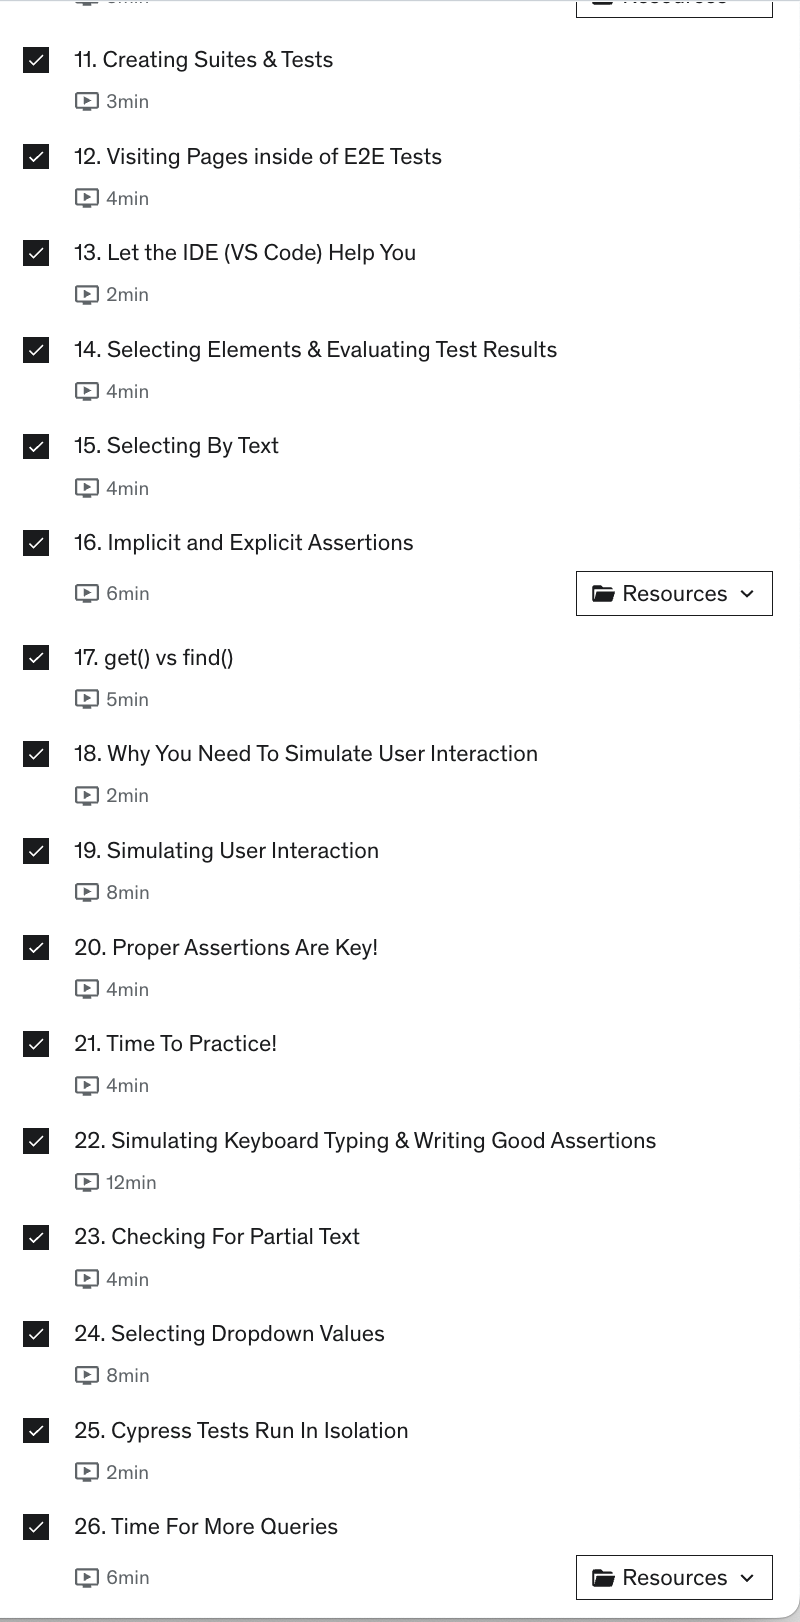 11. Creating Suites & Tests
3min
12. Visiting Pages inside of E2E Tests
4min
13. Let the IDE (VS Code) Help You
2min
14. Selecting Elements & Evaluating Test Results
4min
15. Selecting By Text
4min
16. Implicit and Explicit Assertions
6min
Resources
17. get() vs find()
5min
18. Why You Need To Simulate User Interaction
2min
19. Simulating User Interaction
8min
20. Proper Assertions Are Key!
4min
21. Time To Practice!
4min
22. Simulating Keyboard Typing & Writing Good Assertions
12min
23. Checking For Partial Text
4min
24. Selecting Dropdown Values
8min
25. Cypress Tests Run In Isolation
2min
26. Time For More Queries
6min
Resources